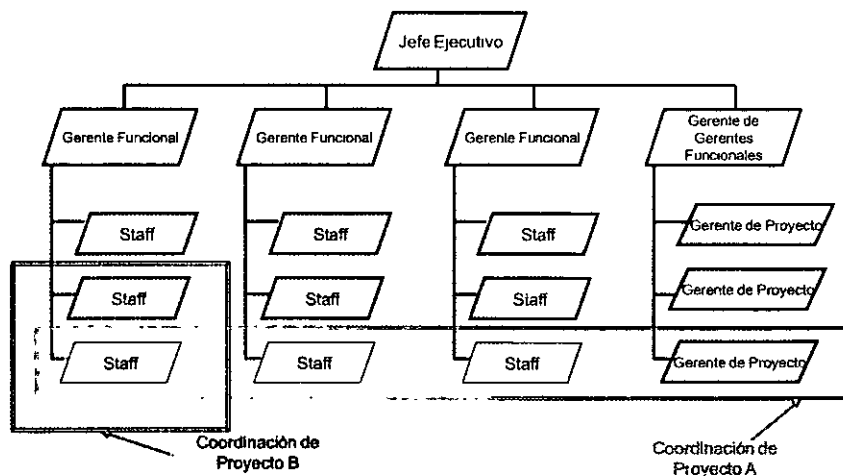 Jefe Ejecutivo
Gerente Funcional
Gerente Funcional
Gerente Funcional
Gerente de
Gerentes
Funcionales
Staff
Staff
Staff
Gerente de Proyecto
Staff
Staff
Staff
Gerente de Proyecto
Staff
Staff
Staff
Gerente de Proyecto
Coordinación de
Proyecto B
Coordinación de
Proyecto A